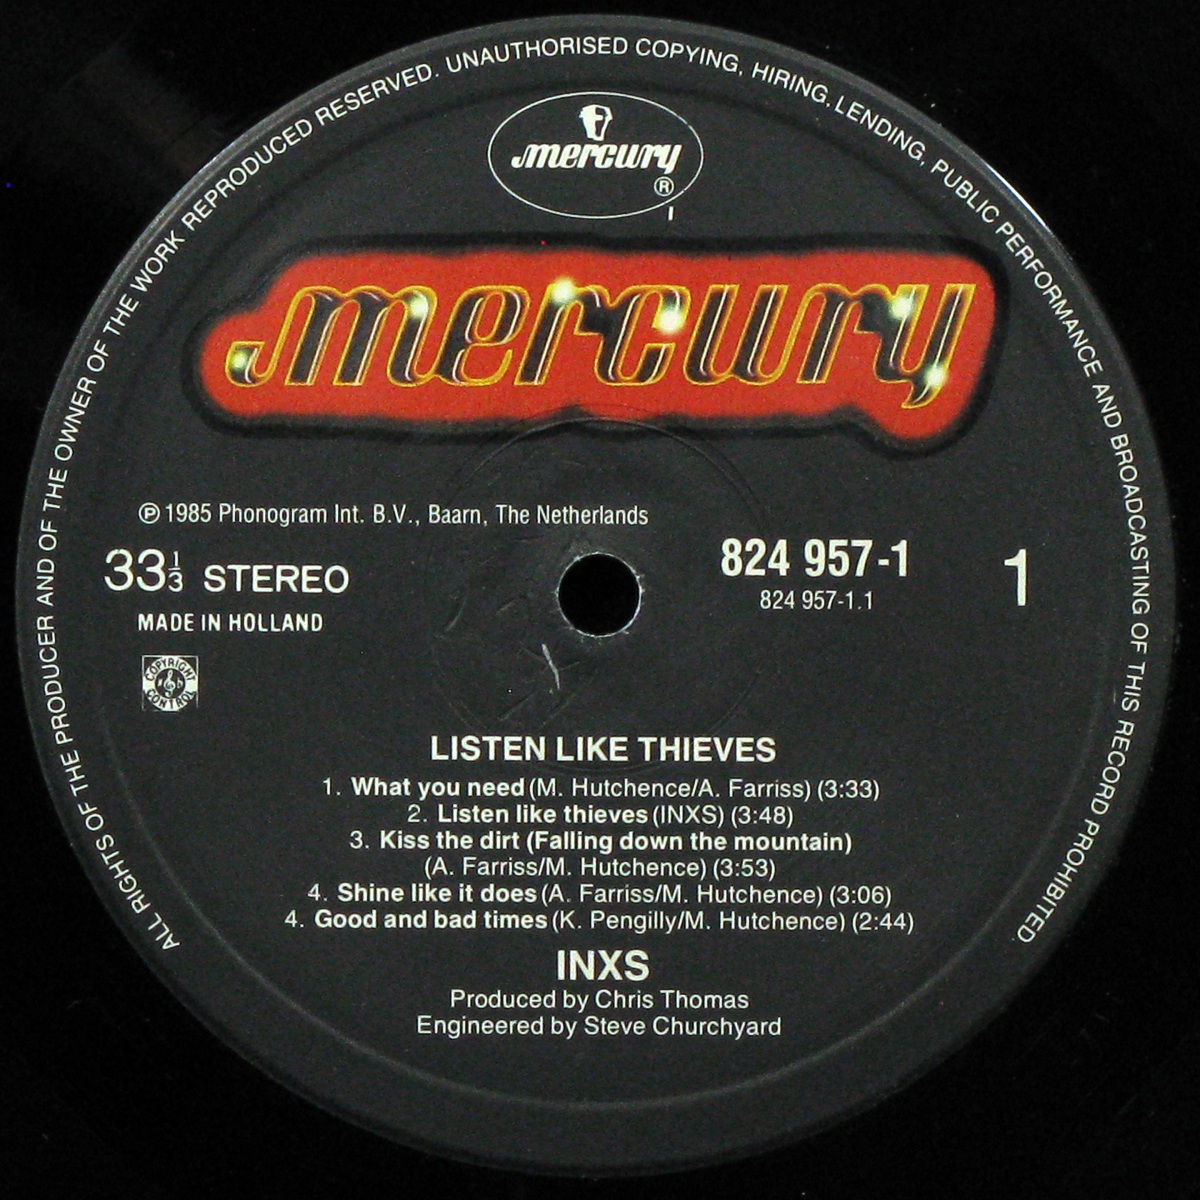 ALL RIGHTS OF THE PRODUCER AND OF THE OWNER OF THE WORK REPRODUCED RESERVED. UNAUTHORISED COPYING, HIRING, LENDING, PUBLIC PERFORMANCE AND BROADCASTING OF THIS RECORD PROHIBITED.
mercury
®
mercury
℗ 1985 Phonogram Int. B.V., Baarn, The Netherlands
33 1/3 STEREO
824 957-1
1
824 957-1.1
MADE IN HOLLAND
COPYRIGHT
CONTROL
LISTEN LIKE THIEVES
1. What you need (M. Hutchence/A. Farriss) (3:33)
2. Listen like thieves (INXS) (3:48)
3. Kiss the dirt (Falling down the mountain)
(A. Farriss/M. Hutchence) (3:53)
4. Shine like it does (A. Farriss/M. Hutchence) (3:06)
4. Good and bad times (K. Pengilly/M. Hutchence) (2:44)
INXS
Produced by Chris Thomas
Engineered by Steve Churchyard